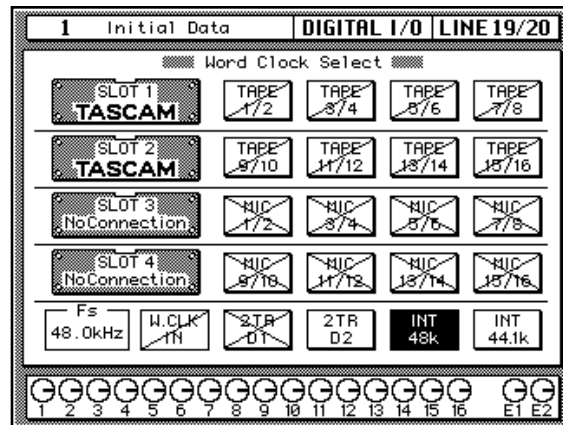 1 Initial Data DIGITAL I/O LINE 19/20
Word Clock Select
SLOT 1 TASCAM TAPE 1/2 TAPE 3/4 TAPE 5/6 TAPE 7/8
SLOT 2 TASCAM TAPE 9/10 TAPE 11/12 TAPE 13/14 TAPE 15/16
SLOT 3 NoConnection MIC 1/2 MIC 3/4 MIC 5/6 MIC 7/8
SLOT 4 NoConnection MIC 9/10 MIC 11/12 MIC 13/14 MIC 15/16
Fs 48.0kHz W.CLK IN 2TR D1 2TR D2 INT 48k INT 44.1k
1 2 3 4 5 6 7 8 9 10 11 12 13 14 15 16 E1 E2